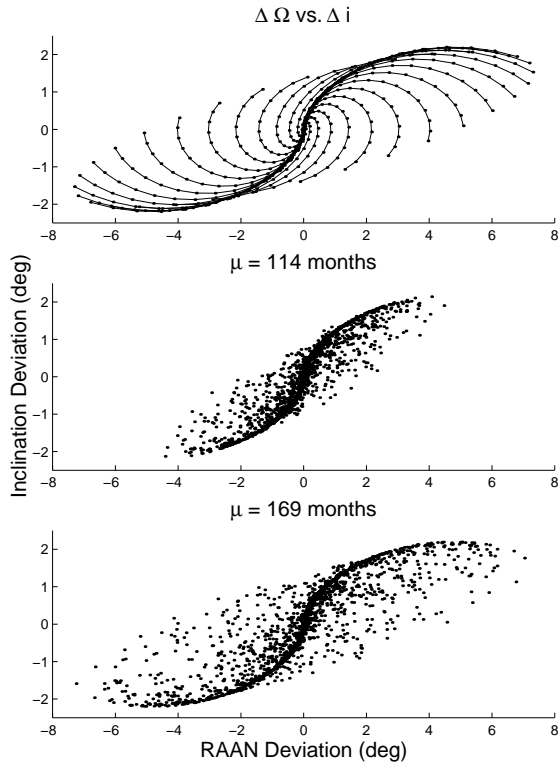 Δ Ω vs. Δ i
2
1
0
−1
−2
−8 −6 −4 −2 0 2 4 6 8
μ = 114 months
2
1
0
−1
−2
−8 −6 −4 −2 0 2 4 6 8
μ = 169 months
2
1
0
−1
−2
−8 −6 −4 −2 0 2 4 6 8
Inclination Deviation (deg)
RAAN Deviation (deg)